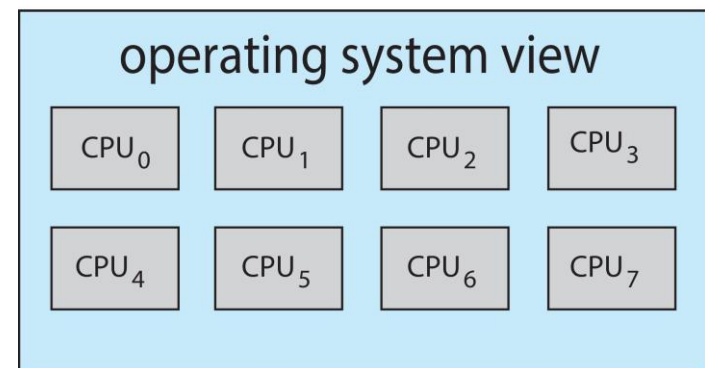 operating system view
CPU₀ CPU₁ CPU₂ CPU₃
CPU₄ CPU₅ CPU₆ CPU₇